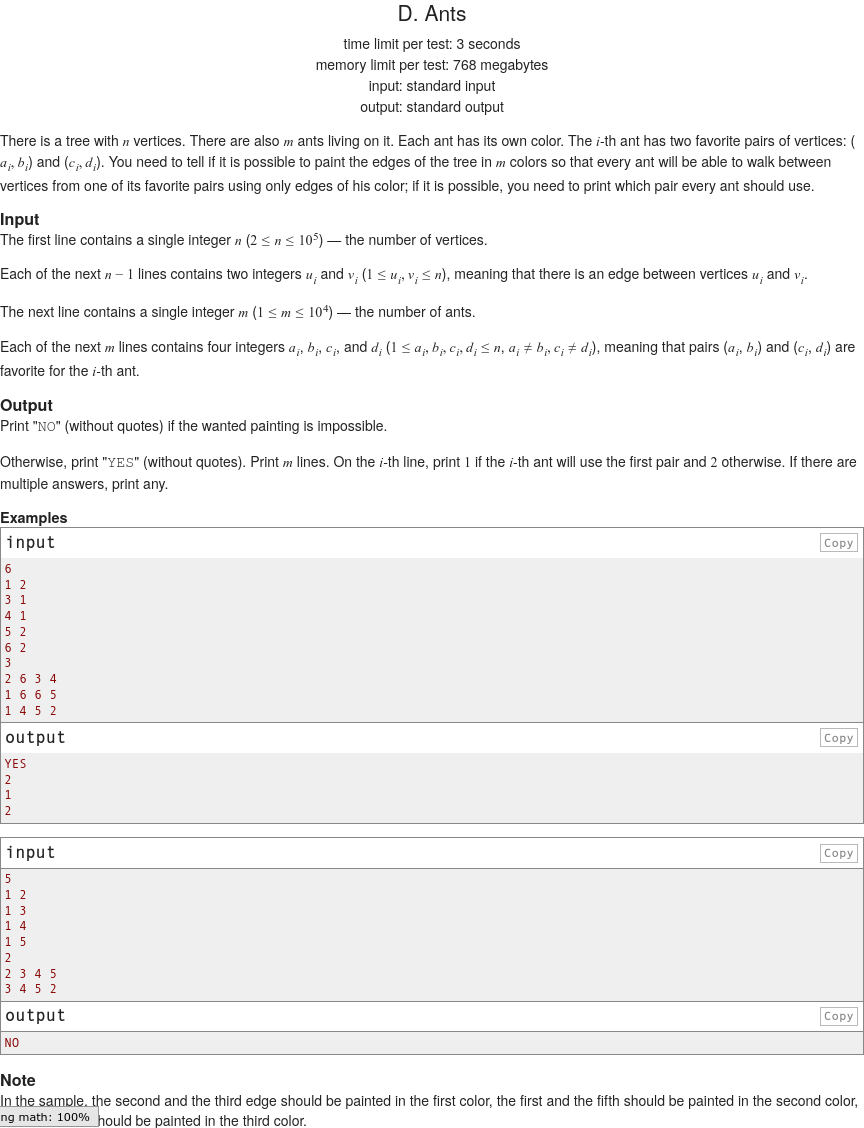 D. Ants
time limit per test: 3 seconds
memory limit per test: 768 megabytes
input: standard input
output: standard output
There is a tree with n vertices. There are also m ants living on it. Each ant has its own color. The i-th ant has two favorite pairs of vertices: (
a_i, b_i) and (c_i, d_i). You need to tell if it is possible to paint the edges of the tree in m colors so that every ant will be able to walk between
vertices from one of its favorite pairs using only edges of his color; if it is possible, you need to print which pair every ant should use.
Input
The first line contains a single integer n (2 ≤ n ≤ 10^5) — the number of vertices.
Each of the next n − 1 lines contains two integers u_i and v_i (1 ≤ u_i, v_i ≤ n), meaning that there is an edge between vertices u_i and v_i.
The next line contains a single integer m (1 ≤ m ≤ 10^4) — the number of ants.
Each of the next m lines contains four integers a_i, b_i, c_i, and d_i (1 ≤ a_i, b_i, c_i, d_i ≤ n, a_i ≠ b_i, c_i ≠ d_i), meaning that pairs (a_i, b_i) and (c_i, d_i) are
favorite for the i-th ant.
Output
Print "NO" (without quotes) if the wanted painting is impossible.
Otherwise, print "YES" (without quotes). Print m lines. On the i-th line, print 1 if the i-th ant will use the first pair and 2 otherwise. If there are
multiple answers, print any.
Examples
input Copy
6
1 2
3 1
4 1
5 2
6 2
3
2 6 3 4
1 6 6 5
1 4 5 2
output Copy
YES
2
1
2
input Copy
5
1 2
1 3
1 4
1 5
2
2 3 4 5
3 4 5 2
output Copy
NO
Note
In the sample, the second and the third edge should be painted in the first color, the first and the fifth should be painted in the second color,
ng math: 100% hould be painted in the third color.